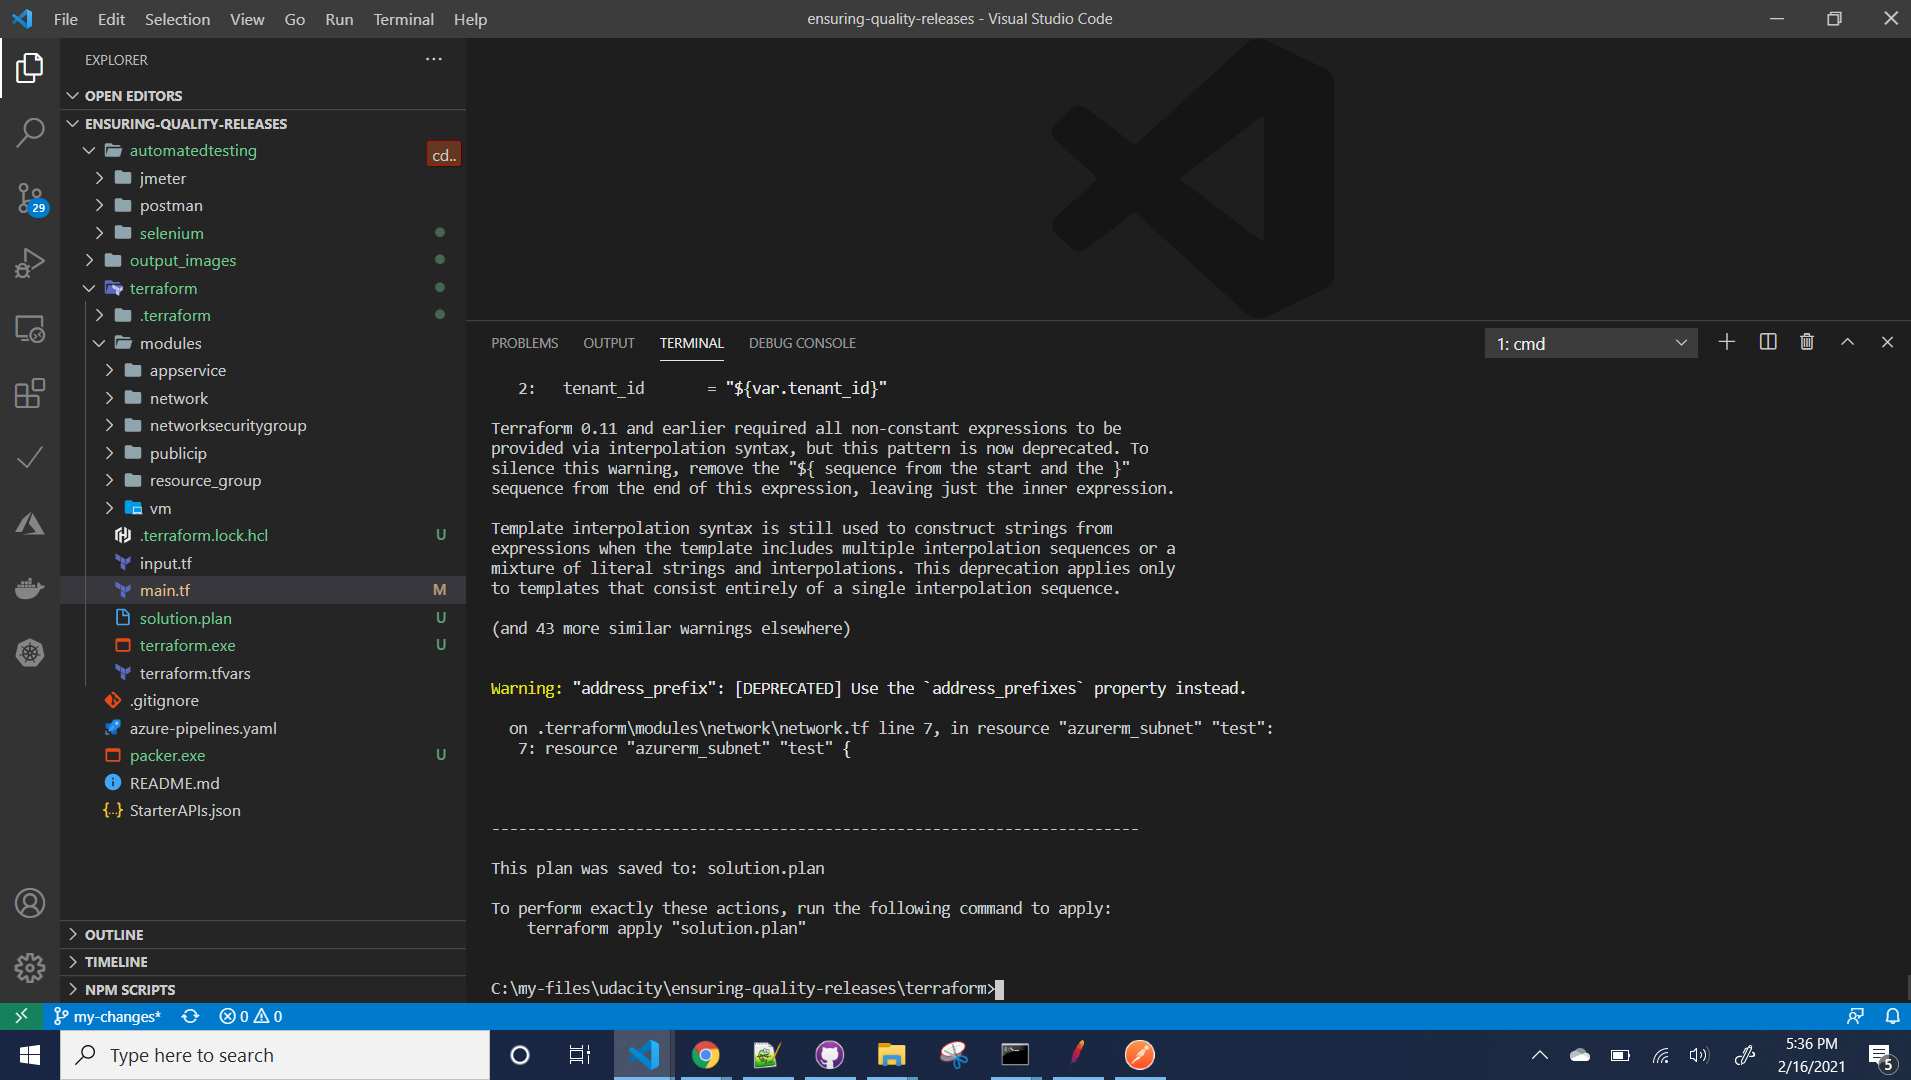 File Edit Selection View Go Run Terminal Help
ensuring-quality-releases - Visual Studio Code
EXPLORER
OPEN EDITORS
ENSURING-QUALITY-RELEASES
automatedtesting
cd..
jmeter
postman
selenium
output_images
terraform
.terraform
modules
appservice
network
networksecuritygroup
publicip
resource_group
vm
.terraform.lock.hcl U
input.tf
main.tf M
solution.plan U
terraform.exe U
terraform.tfvars
.gitignore
azure-pipelines.yaml
packer.exe U
README.md
StarterAPIs.json
OUTLINE
TIMELINE
NPM SCRIPTS
29
PROBLEMS OUTPUT TERMINAL DEBUG CONSOLE
1: cmd
2: tenant_id = "${var.tenant_id}"
Terraform 0.11 and earlier required all non-constant expressions to be
provided via interpolation syntax, but this pattern is now deprecated. To
silence this warning, remove the "${ sequence from the start and the }"
sequence from the end of this expression, leaving just the inner expression.
Template interpolation syntax is still used to construct strings from
expressions when the template includes multiple interpolation sequences or a
mixture of literal strings and interpolations. This deprecation applies only
to templates that consist entirely of a single interpolation sequence.
(and 43 more similar warnings elsewhere)
Warning: "address_prefix": [DEPRECATED] Use the `address_prefixes` property instead.
on .terraform\modules\network\network.tf line 7, in resource "azurerm_subnet" "test":
7: resource "azurerm_subnet" "test" {
------------------------------------------------------------------------
This plan was saved to: solution.plan
To perform exactly these actions, run the following command to apply:
terraform apply "solution.plan"
C:\my-files\udacity\ensuring-quality-releases\terraform>
my-changes* 0 0
Type here to search
5:36 PM
2/16/2021
5